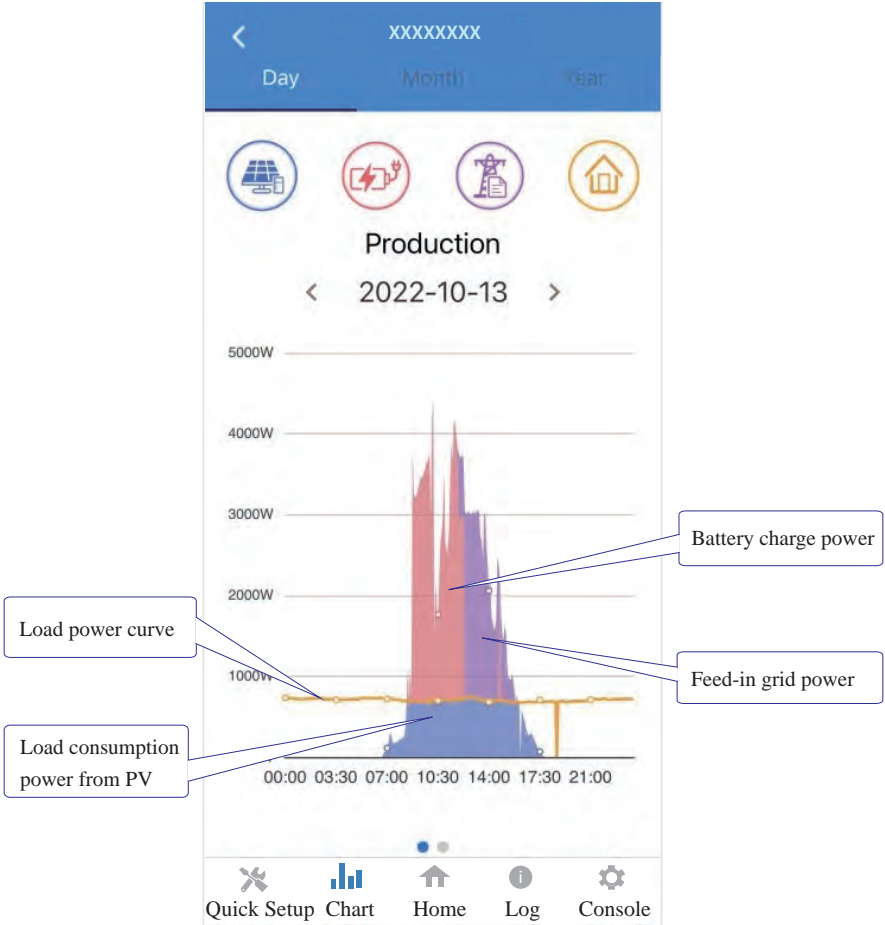 XXXXXXXX
Day Month Year
Production
2022-10-13
5000W
4000W
3000W
Battery charge power
2000W
Load power curve
1000W
Feed-in grid power
Load consumption
power from PV
00:00 03:30 07:00 10:30 14:00 17:30 21:00
Quick Setup Chart Home Log Console